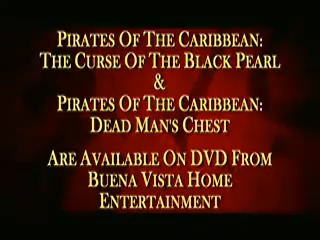 Pirates Of The Caribbean:
The Curse Of The Black Pearl
&
Pirates Of The Caribbean:
Dead Man's Chest
Are Available On DVD From
Buena Vista Home
Entertainment